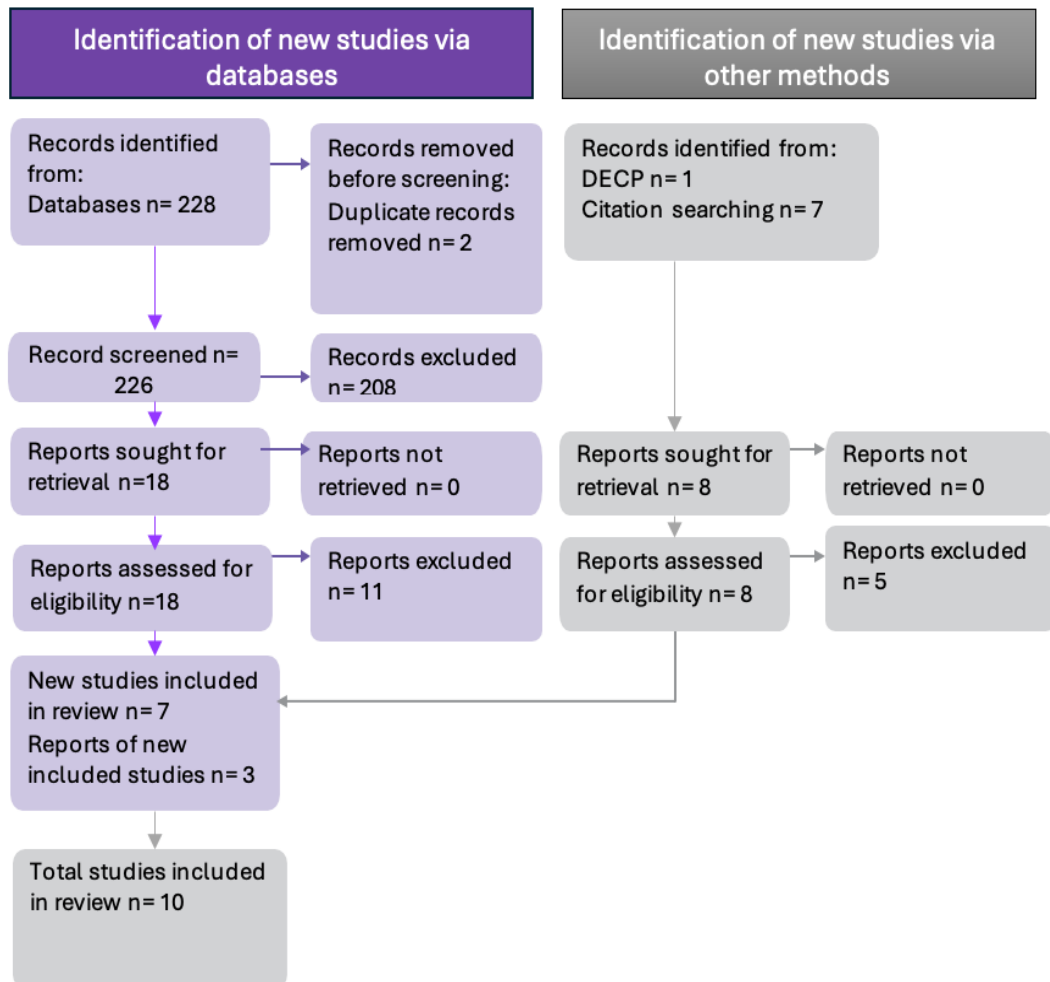 Identification of new studies via
databases
Identification of new studies via
other methods
Records identified
from:
Databases n= 228
Records removed
before screening:
Duplicate records
removed n= 2
Records identified from:
DECP n= 1
Citation searching n= 7
Record screened n=
226
Records excluded
n= 208
Reports sought for
retrieval n=18
Reports not
retrieved n= 0
Reports sought for
retrieval n= 8
Reports not
retrieved n= 0
Reports assessed for
eligibility n=18
Reports excluded
n= 11
Reports assessed
for eligibility n= 8
Reports excluded
n= 5
New studies included
in review n= 7
Reports of new
included studies n= 3
Total studies included
in review n= 10